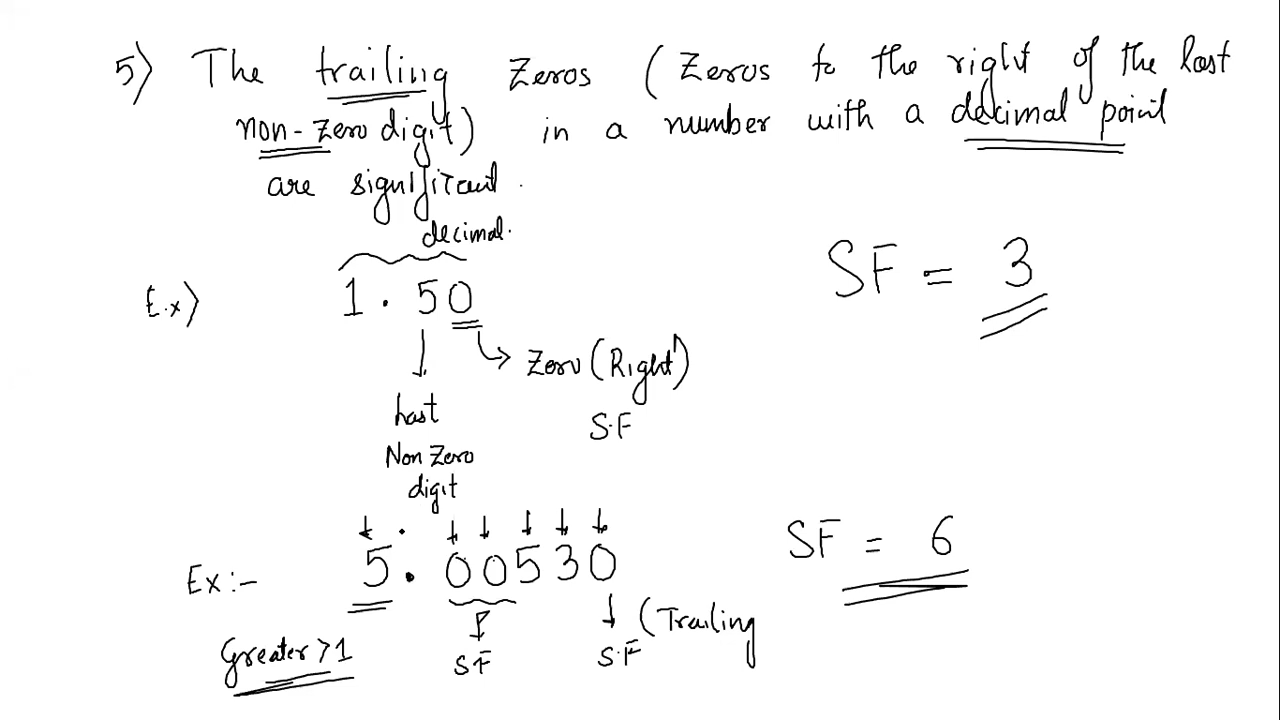 5) The trailing Zeros (Zeros to the right of the last
non-zero digit) in a number with a decimal point
are significant.
decimal.
E.x) 1.50 SF = 3
Zero (Right)
Last S.F
Non Zero
digit
Ex:- 5.00530 SF = 6
(Trailing
Greater > 1 SF S.F